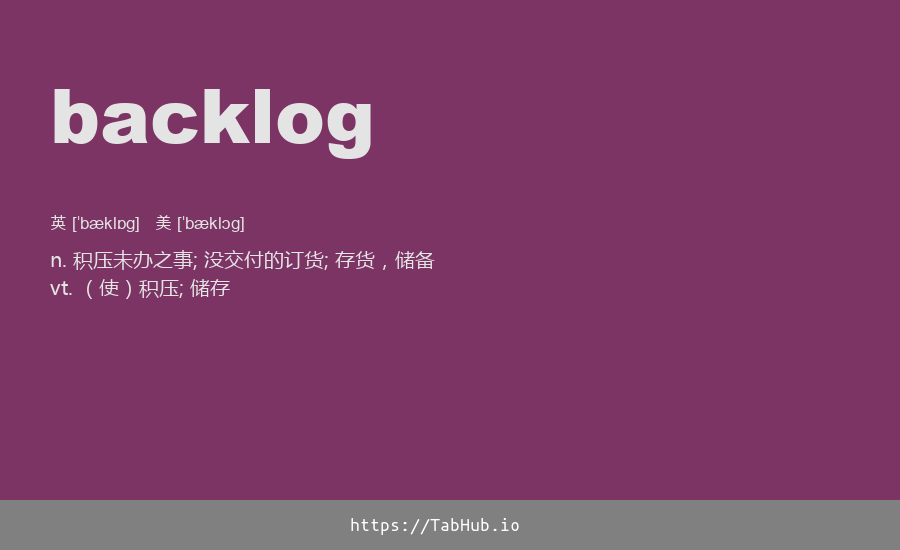 backlog
英 [ˈbæklɒg] 美 [ˈbæklɔg]
n. 积压未办之事; 没交付的订货; 存货，储备
vt. （使）积压; 储存
https://TabHub.io